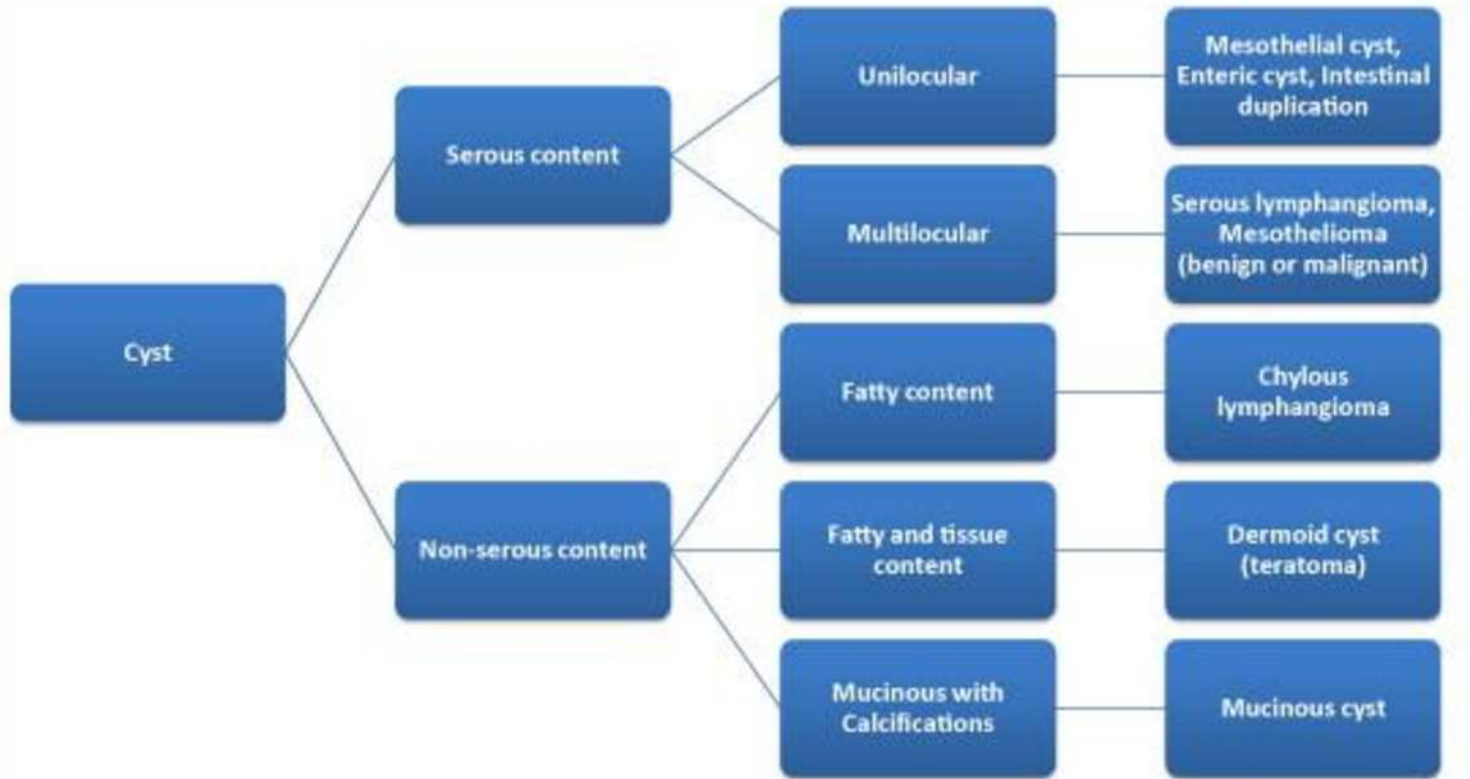 Cyst
Serous content
Unilocular
Mesothelial cyst,
Enteric cyst, Intestinal
duplication
Multilocular
Serous lymphangioma,
Mesothelioma
(benign or malignant)
Non-serous content
Fatty content
Chylous
lymphangioma
Fatty and tissue
content
Dermoid cyst
(teratoma)
Mucinous with
Calcifications
Mucinous cyst